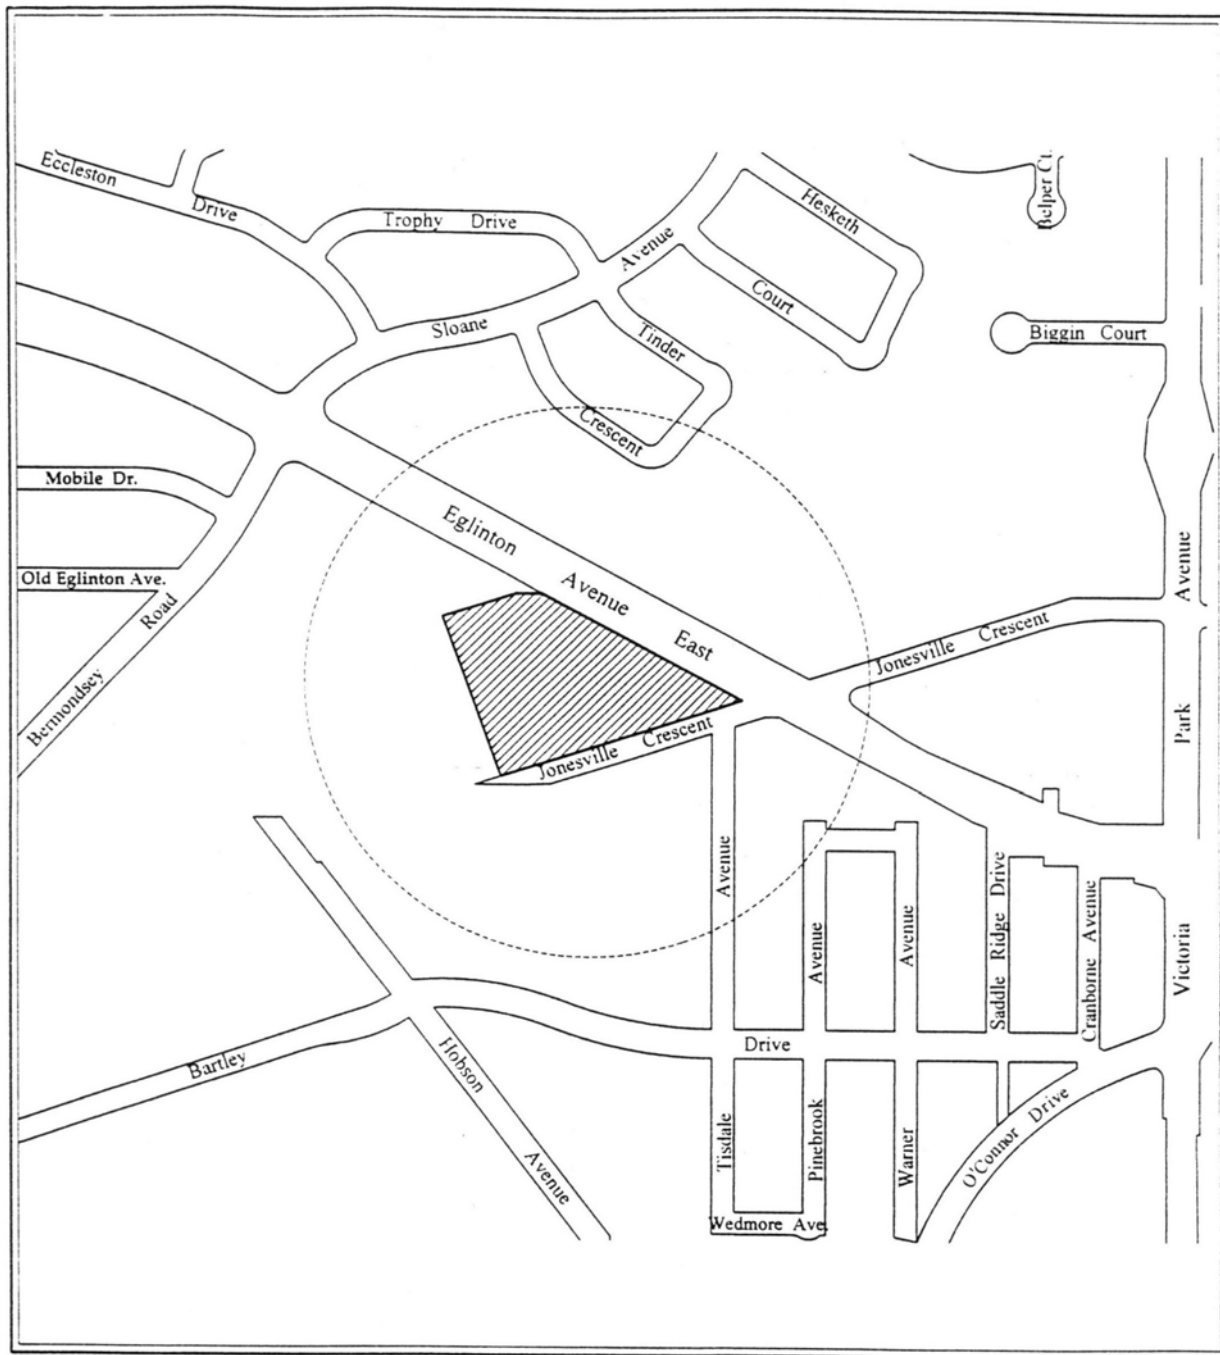 Eccleston Drive
Trophy Drive
Hesketh Court
Belper Ct.
Sloane Avenue
Tinder Crescent
Biggin Court
Mobile Dr.
Old Eglinton Ave.
Bermondsey Road
Eglinton Avenue East
Jonesville Crescent
Jonesville Crescent
Victoria Park Avenue
Tisdale Avenue
Pinebrook Avenue
Warner Avenue
Saddle Ridge Drive
Cranborne Avenue
Bartley Drive
Hobson Avenue
O'Connor Drive
Wedmore Ave.